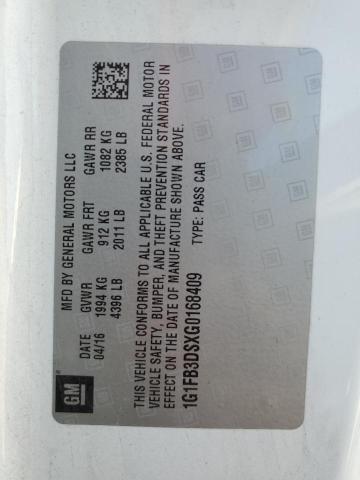 MFD BY GENERAL MOTORS LLC
DATE GVWR GAWR FRT GAWR RR
04/16 1994 KG 912 KG 1082 KG
4396 LB 2011 LB 2385 LB
THIS VEHICLE CONFORMS TO ALL APPLICABLE U.S. FEDERAL MOTOR
VEHICLE SAFETY, BUMPER, AND THEFT PREVENTION STANDARDS IN
EFFECT ON THE DATE OF MANUFACTURE SHOWN ABOVE.
1G1FB3DSXG0168409 TYPE: PASS CAR
GM